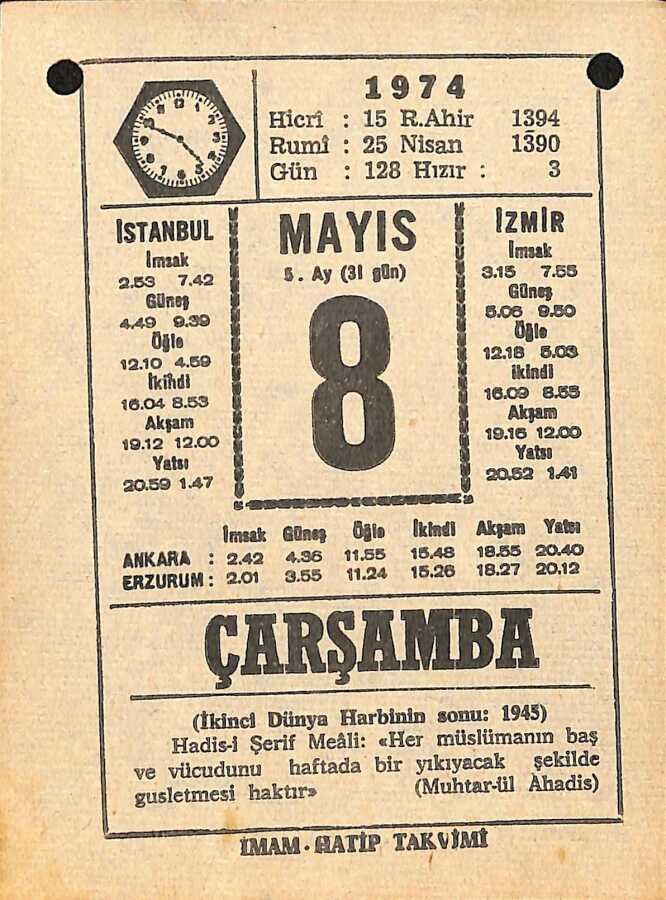 1974
Hicrî : 15 R.Ahir 1394
Rumî : 25 Nisan 1390
Gün : 128 Hızır : 3
İSTANBUL
İmsak
2.53 7.42
Güneş
4.49 9.39
Öğle
12.10 4.59
İkindi
16.04 8.53
Akşam
19.12 12.00
Yatsı
20.59 1.47
MAYIS
5. Ay (31 gün)
8
İZMİR
İmsak
3.15 7.55
Güneş
5.06 9.50
Öğle
12.18 5.03
İkindi
16.09 8.55
Akşam
19.16 12.00
Yatsı
20.52 1.41
İmsak Güneş Öğle İkindi Akşam Yatsı
ANKARA : 2.42 4.36 11.55 15.48 18.55 20.40
ERZURUM : 2.01 3.55 11.24 15.26 18.27 20.12
ÇARŞAMBA
(İkinci Dünya Harbinin sonu: 1945)
Hadis-i Şerif Meâli: «Her müslümanın baş
ve vücudunu haftada bir yıkıyacak şekilde
gusletmesi haktır» (Muhtar-ül Ahadis)
İMAM - HATİP TAKVİMİ